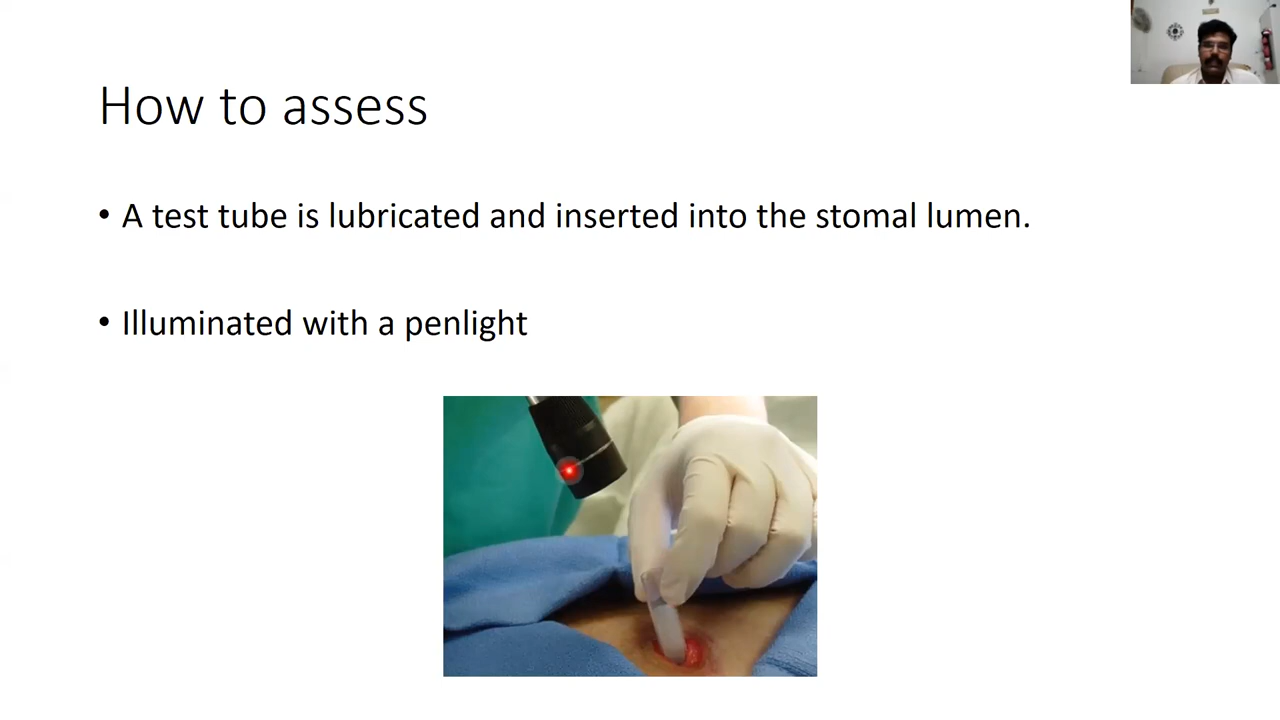 How to assess
• A test tube is lubricated and inserted into the stomal lumen.
• Illuminated with a penlight